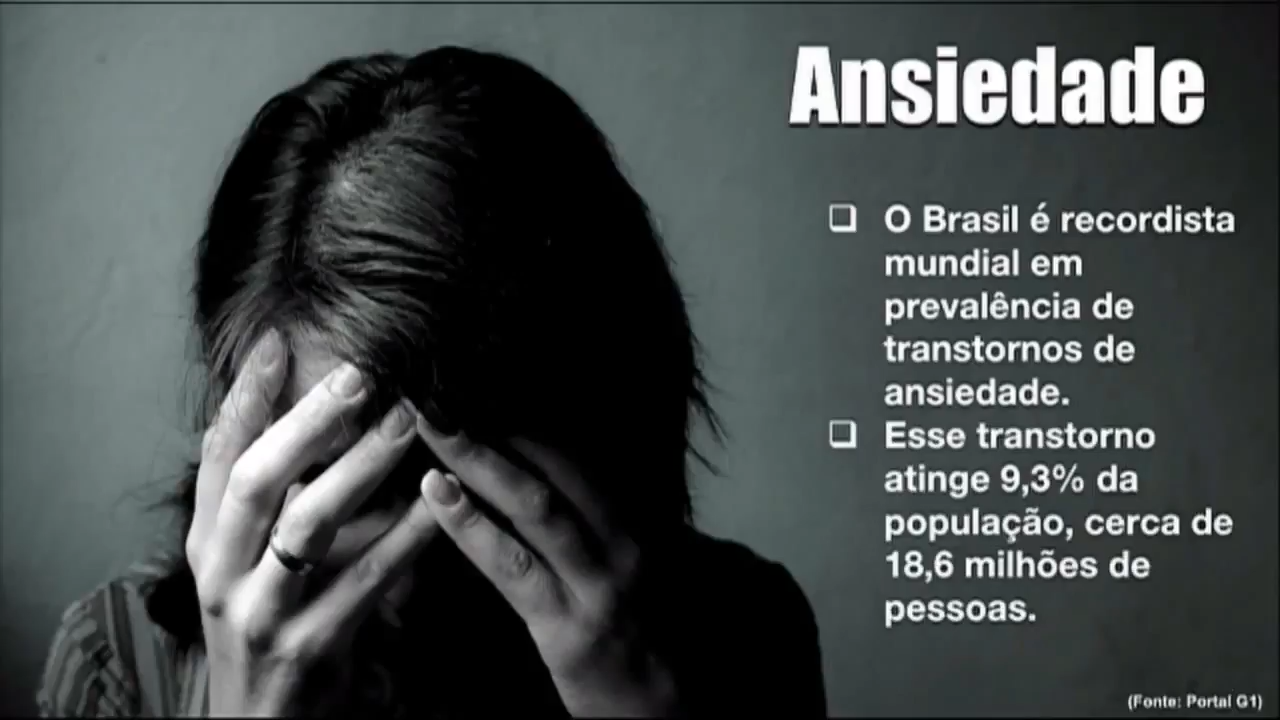 Ansiedade
❑ O Brasil é recordista
mundial em
prevalência de
transtornos de
ansiedade.
❑ Esse transtorno
atinge 9,3% da
população, cerca de
18,6 milhões de
pessoas.
(Fonte: Portal G1)